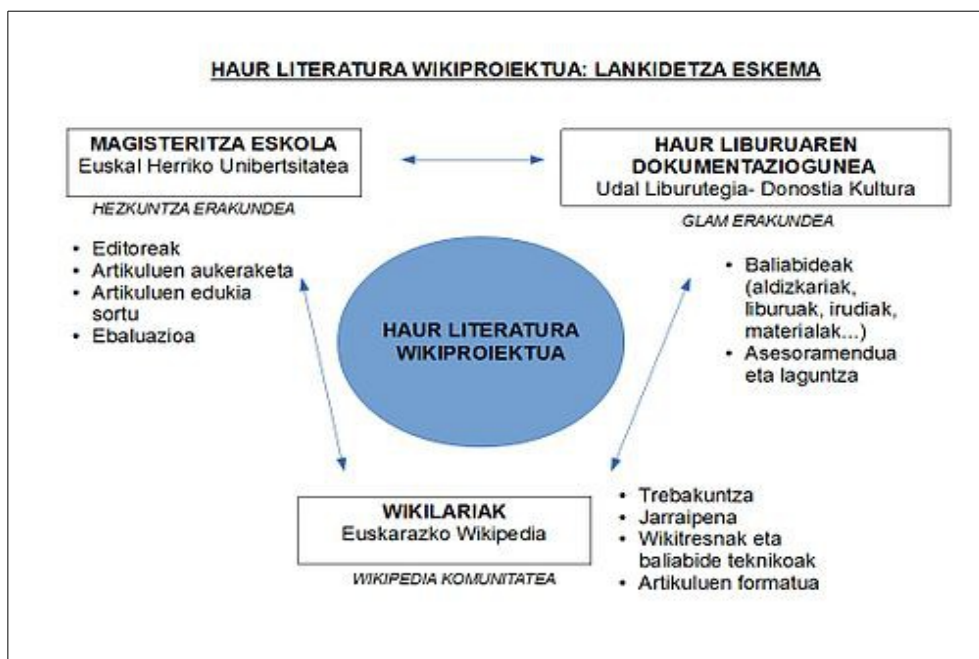 HAUR LITERATURA WIKIPROIEKTUA: LANKIDETZA ESKEMA
MAGISTERITZA ESKOLA
Euskal Herriko Unibertsitatea
HEZKUNTZA ERAKUNDEA
• Editoreak
• Artikuluen aukeraketa
• Artikuluen edukia
sortu
• Ebaluazioa
HAUR LIBURUAREN
DOKUMENTAZIOGUNEA
Udal Liburutegia- Donostia Kultura
GLAM ERAKUNDEA
• Baliabideak
(aldizkariak,
liburuak, irudiak,
materialak...)
• Asesoramendua
eta laguntza
HAUR LITERATURA
WIKIPROIEKTUA
WIKILARIAK
Euskarazko Wikipedia
WIKIPEDIA KOMUNITATEA
• Trebakuntza
• Jarraipena
• Wikitresnak eta
baliabide teknikoak
• Artikuluen formatua